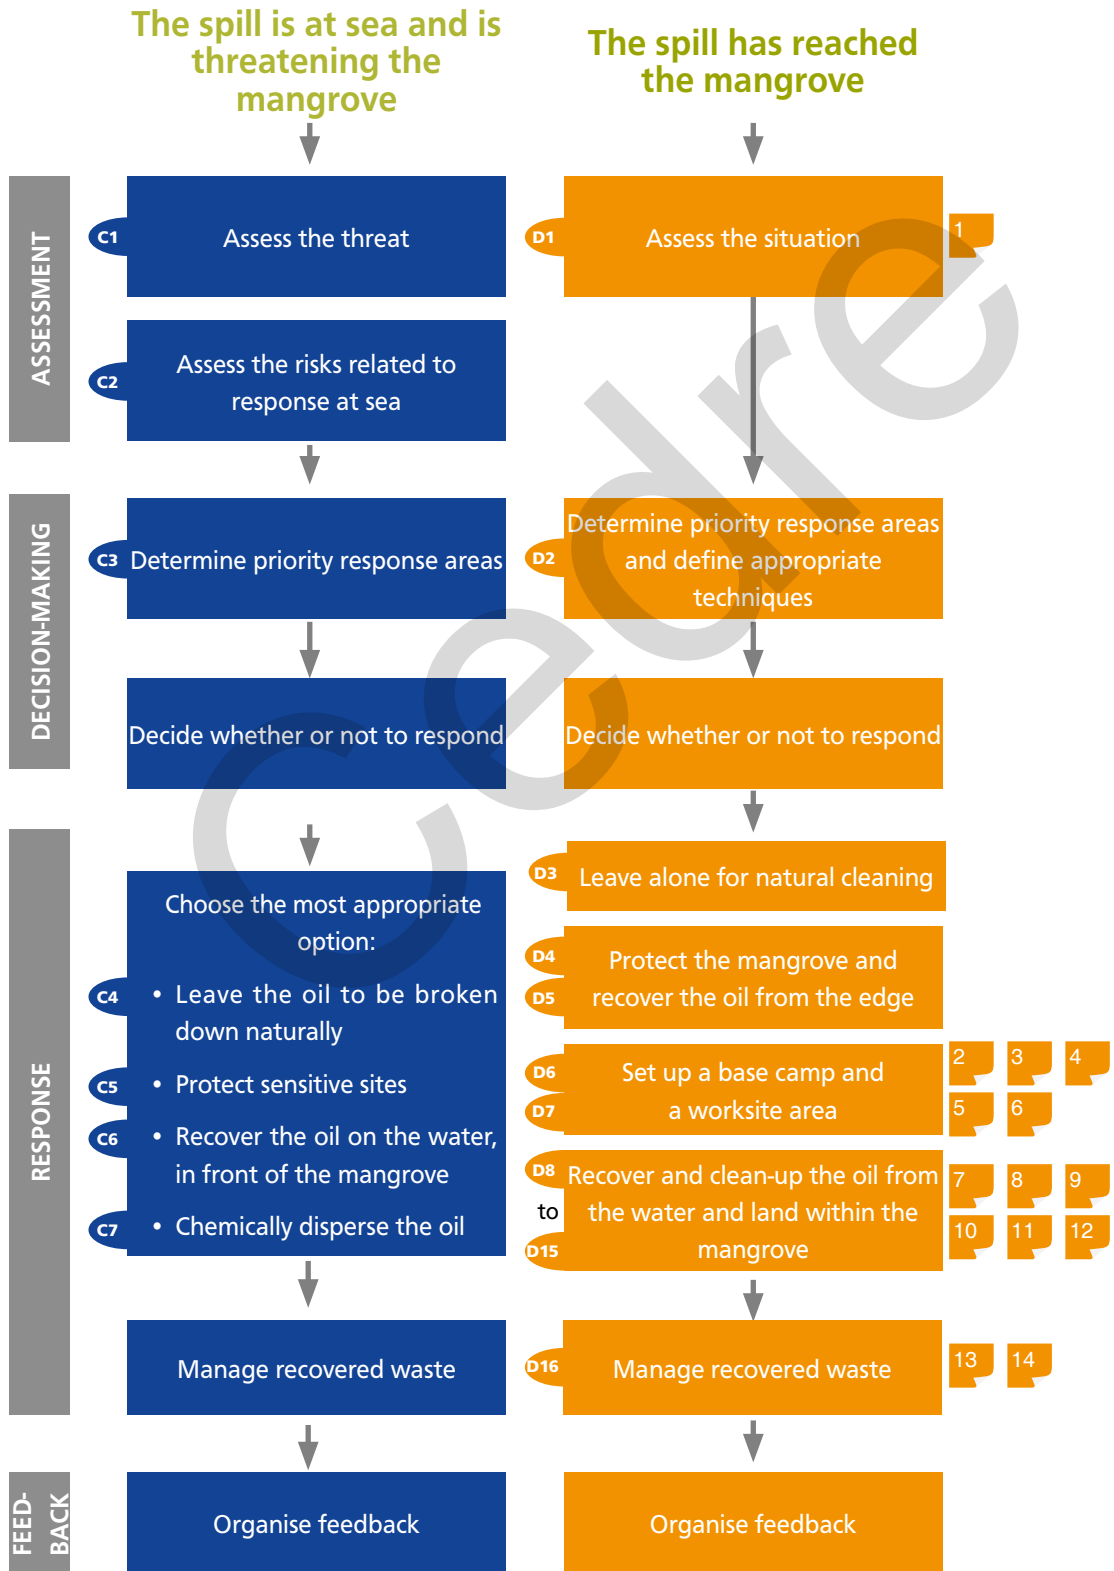 The spill is at sea and is
threatening the
mangrove
The spill has reached
the mangrove
ASSESSMENT
C1
Assess the threat
D1
Assess the situation
1
C2
Assess the risks related to
response at sea
DECISION-MAKING
C3
Determine priority response areas
D2
Determine priority response areas
and define appropriate
techniques
Decide whether or not to respond
Decide whether or not to respond
RESPONSE
Choose the most appropriate
option:
C4
• Leave the oil to be broken
down naturally
C5
• Protect sensitive sites
C6
• Recover the oil on the water,
in front of the mangrove
C7
• Chemically disperse the oil
D3
Leave alone for natural cleaning
D4
D5
Protect the mangrove and
recover the oil from the edge
D6
D7
Set up a base camp and
a worksite area
2 3 4
5 6
D8
to
D15
Recover and clean-up the oil from
the water and land within the
mangrove
7 8 9
10 11 12
Manage recovered waste
D16
Manage recovered waste
13 14
FEED-
BACK
Organise feedback
Organise feedback
Cedre